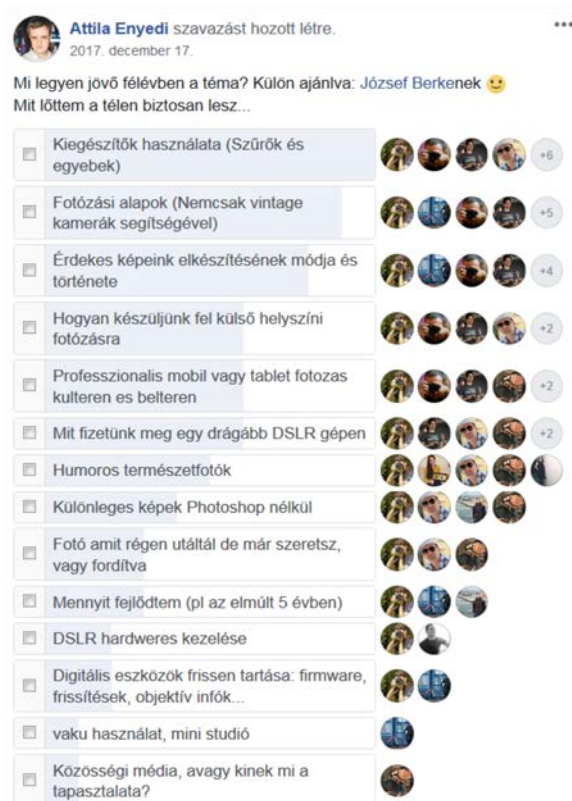 Attila Enyedi szavazást hozott létre.
2017. december 17.
Mi legyen jövő félévben a téma? Külön ajánlva: József Berkenek
Mit lőttem a télen biztosan lesz...
Kiegészítők használata (Szűrők és
egyebek)
+6
Fotózási alapok (Nemcsak vintage
kamerák segítségével)
+5
Érdekes képeink elkészítésének módja és
története
+4
Hogyan készüljünk fel külső helyszíni
fotózásra
+2
Professzionalis mobil vagy tablet fotozas
kulteren es belteren
+2
Mit fizetünk meg egy drágább DSLR gépen
+2
Humoros természetfotók
Különleges képek Photoshop nélkül
Fotó amit régen utáltál de már szeretsz,
vagy fordítva
Mennyit fejlődtem (pl az elmúlt 5 évben)
DSLR hardweres kezelése
Digitális eszközök frissen tartása: firmware,
frissítések, objektív infók...
vaku használat, mini studió
Közösségi média, avagy kinek mi a
tapasztalata?